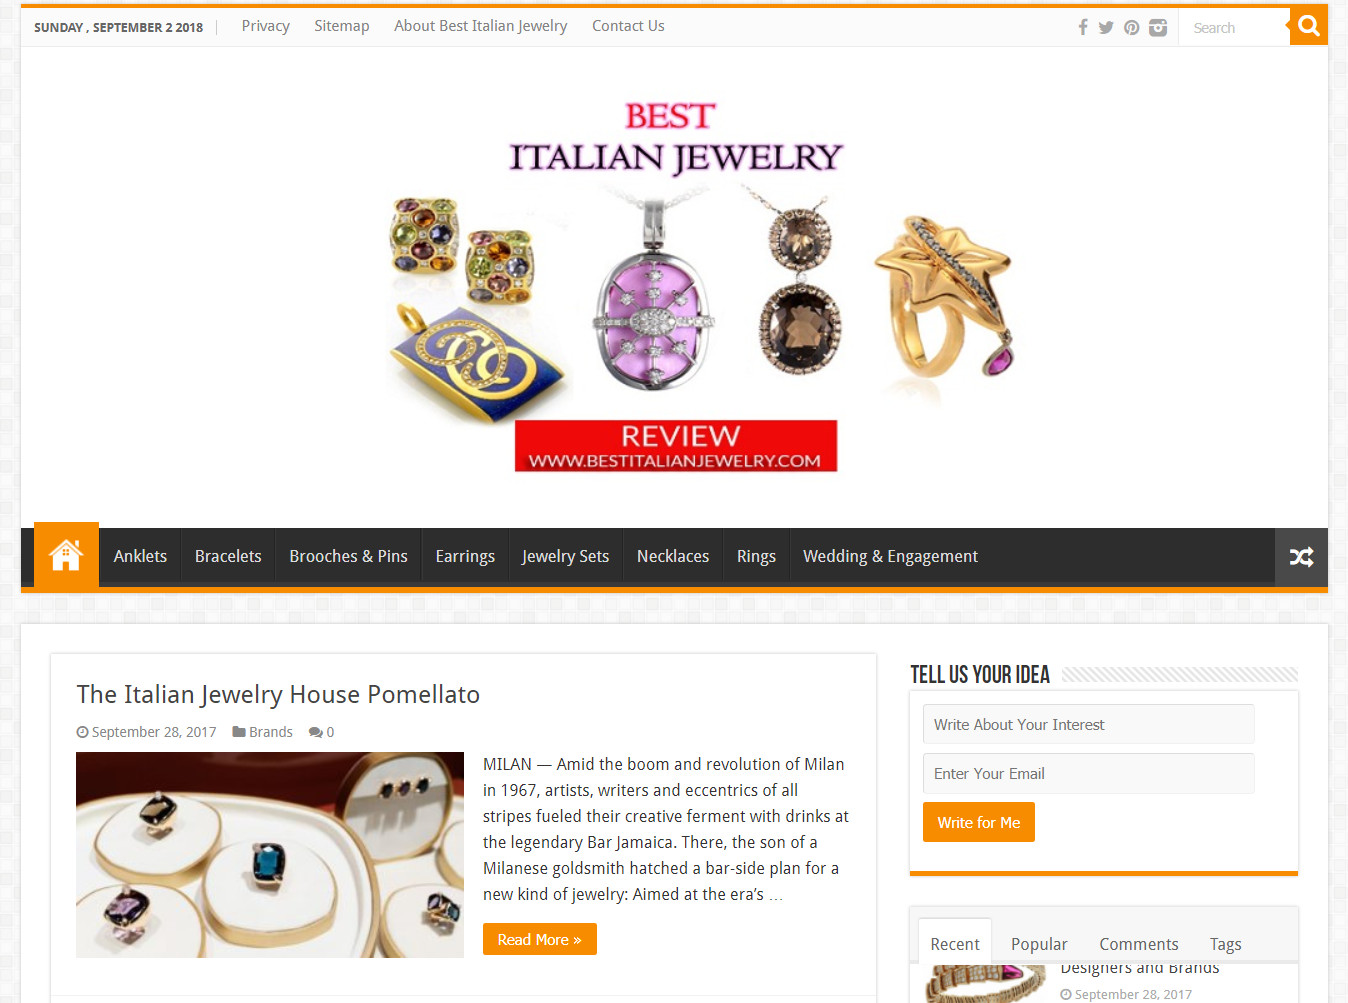 SUNDAY , SEPTEMBER 2 2018
Privacy
Sitemap
About Best Italian Jewelry
Contact Us
Search
BEST
ITALIAN JEWELRY
REVIEW
WWW.BESTITALIANJEWELRY.COM
Anklets
Bracelets
Brooches & Pins
Earrings
Jewelry Sets
Necklaces
Rings
Wedding & Engagement
The Italian Jewelry House Pomellato
September 28, 2017
Brands
0
MILAN — Amid the boom and revolution of Milan
in 1967, artists, writers and eccentrics of all
stripes fueled their creative ferment with drinks at
the legendary Bar Jamaica. There, the son of a
Milanese goldsmith hatched a bar-side plan for a
new kind of jewelry: Aimed at the era’s …
Read More »
TELL US YOUR IDEA
Write About Your Interest
Enter Your Email
Write for Me
Recent
Popular
Comments
Tags
Designers and Brands
September 28, 2017